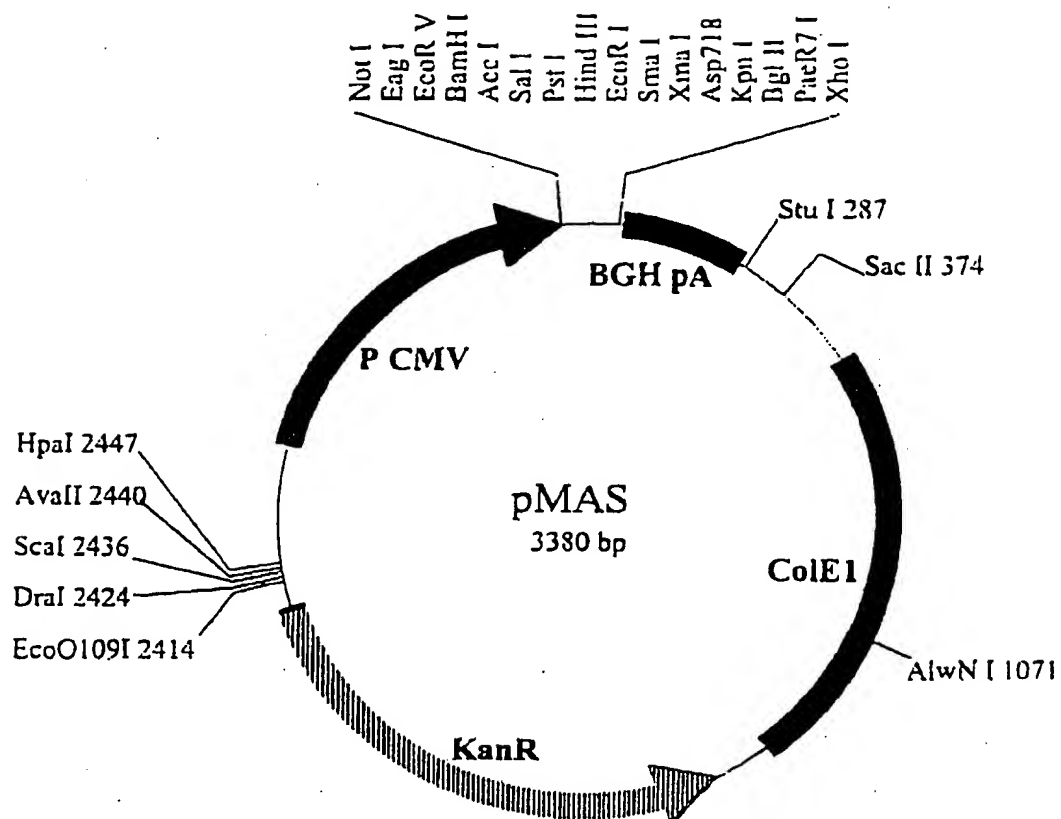 Not I
Eag I
EcoR V
BamH I
Acc I
Sal I
Pst I
Hind III
EcoR I
Sma I
Xma I
Asp718
Kpn I
Bgl II
PaeR7 I
Xho I
Stu I 287
Sac II 374
BGH pA
P CMV
HpaI 2447
AvaII 2440
ScaI 2436
DraI 2424
EcoO109I 2414
pMAS
3380 bp
ColE1
AlwN I 1071
KanR